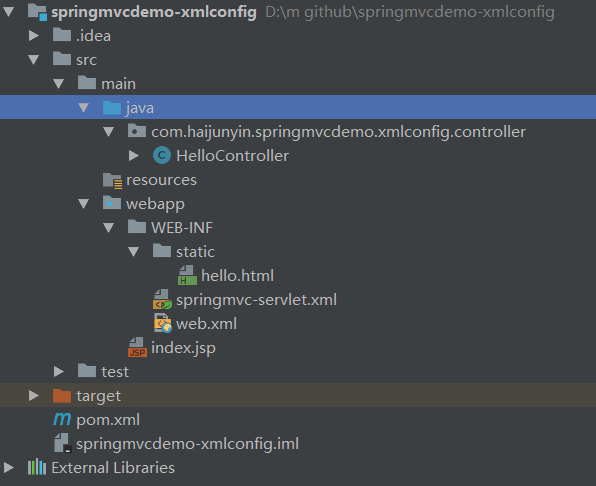 springmvcdemo-xmlconfig D:\m github\springmvcdemo-xmlconfig
.idea
src
main
java
com.haijunyin.springmvcdemo.xmlconfig.controller
C HelloController
resources
webapp
WEB-INF
static
H hello.html
springmvc-servlet.xml
web.xml
JSP index.jsp
test
target
m pom.xml
springmvcdemo-xmlconfig.iml
External Libraries